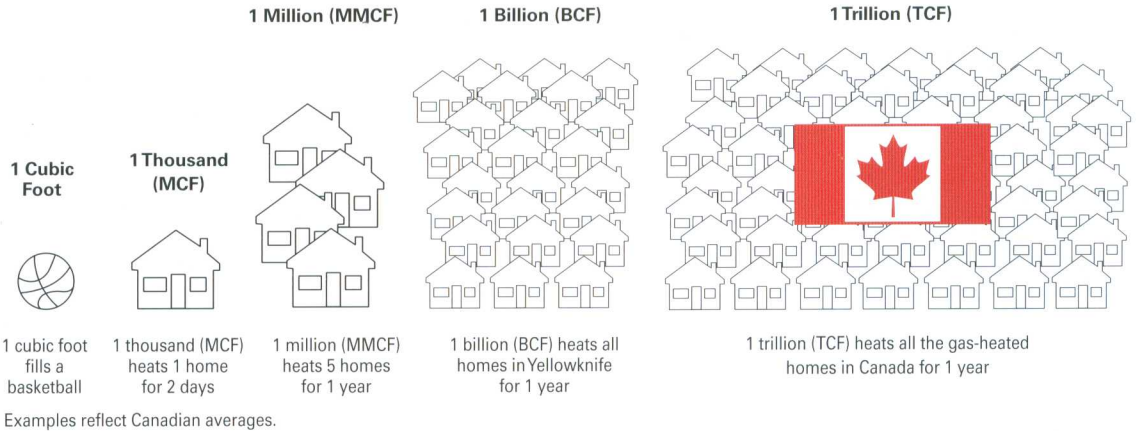 1 Cubic
Foot
1 cubic foot
fills a
basketball
1 Thousand
(MCF)
1 thousand (MCF)
heats 1 home
for 2 days
1 Million (MMCF)
1 million (MMCF)
heats 5 homes
for 1 year
1 Billion (BCF)
1 billion (BCF) heats all
homes in Yellowknife
for 1 year
1 Trillion (TCF)
1 trillion (TCF) heats all the gas-heated
homes in Canada for 1 year
Examples reflect Canadian averages.